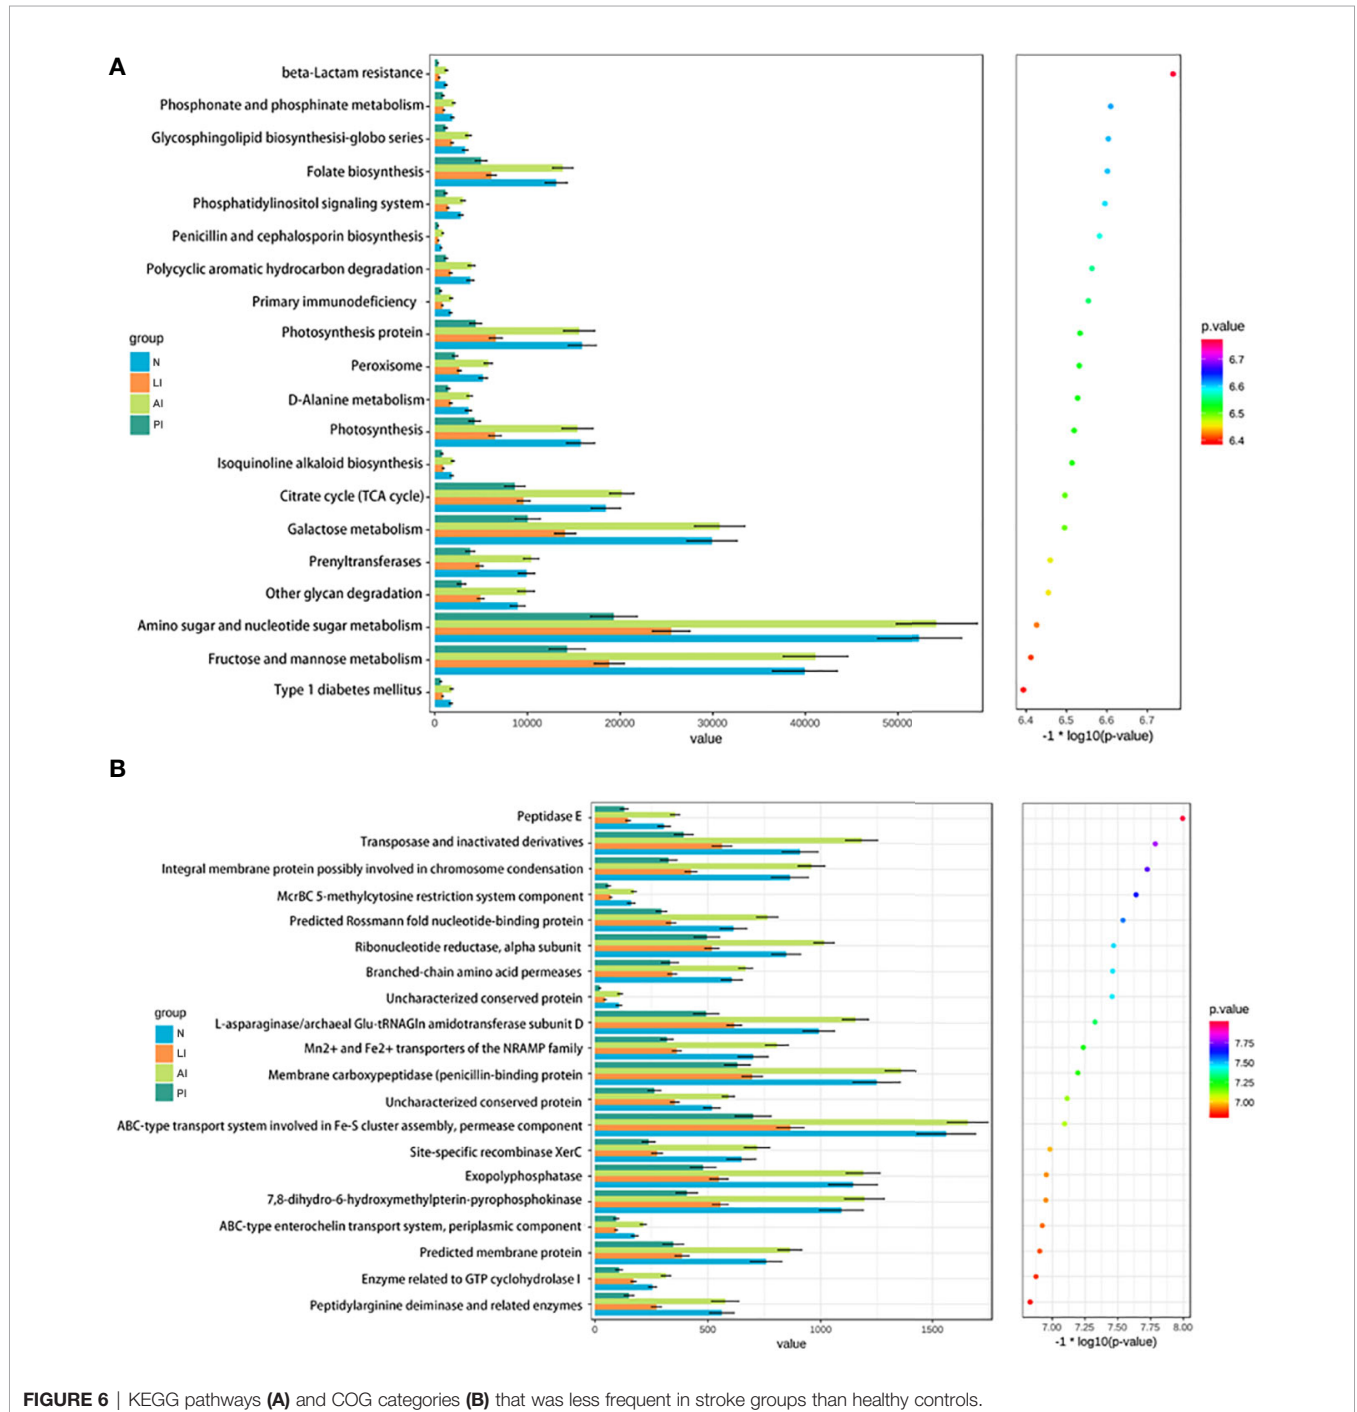 A
beta-Lactam resistance
Phosphonate and phosphinate metabolism
Glycosphingolipid biosynthesisi-globo series
Folate biosynthesis
Phosphatidylinositol signaling system
Penicillin and cephalosporin biosynthesis
Polycyclic aromatic hydrocarbon degradation
Primary immunodeficiency
Photosynthesis protein
Peroxisome
D-Alanine metabolism
Photosynthesis
Isoquinoline alkaloid biosynthesis
Citrate cycle (TCA cycle)
Galactose metabolism
Prenyltransferases
Other glycan degradation
Amino sugar and nucleotide sugar metabolism
Fructose and mannose metabolism
Type 1 diabetes mellitus
group
N
LI
AI
PI
0 10000 20000 30000 40000 50000
value
6.4 6.5 6.6 6.7
-1 * log10(p-value)
p.value
6.7
6.6
6.5
6.4
B
Peptidase E
Transposase and inactivated derivatives
Integral membrane protein possibly involved in chromosome condensation
McrBC 5-methylcytosine restriction system component
Predicted Rossmann fold nucleotide-binding protein
Ribonucleotide reductase, alpha subunit
Branched-chain amino acid permeases
Uncharacterized conserved protein
L-asparaginase/archaeal Glu-tRNAGln amidotransferase subunit D
Mn2+ and Fe2+ transporters of the NRAMP family
Membrane carboxypeptidase (penicillin-binding protein
Uncharacterized conserved protein
ABC-type transport system involved in Fe-S cluster assembly, permease component
Site-specific recombinase XerC
Exopolyphosphatase
7,8-dihydro-6-hydroxymethylpterin-pyrophosphokinase
ABC-type enterochelin transport system, periplasmic component
Predicted membrane protein
Enzyme related to GTP cyclohydrolase I
Peptidylarginine deiminase and related enzymes
group
N
LI
AI
PI
0 500 1000 1500
value
7.00 7.25 7.50 7.75 8.00
-1 * log10(p-value)
p.value
7.75
7.50
7.25
7.00
FIGURE 6 | KEGG pathways (A) and COG categories (B) that was less frequent in stroke groups than healthy controls.